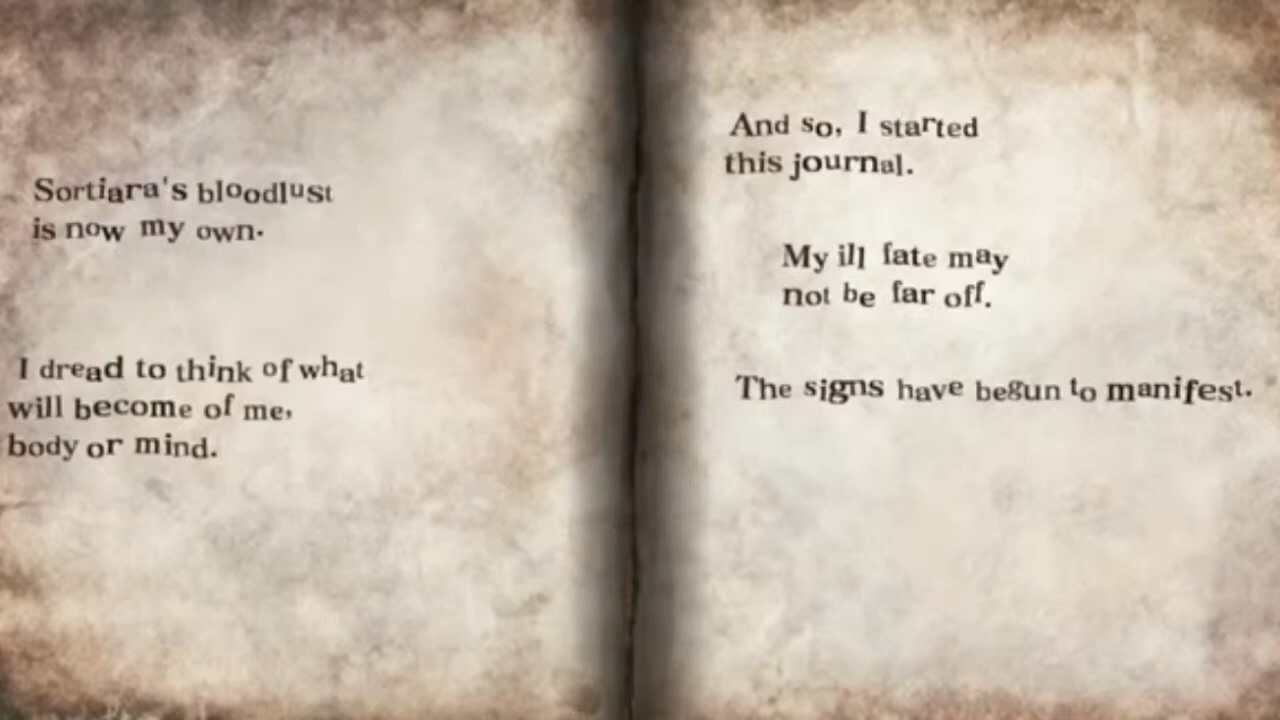 Sortiara's bloodlust
is now my own.
I dread to think of what
will become of me,
body or mind.
And so, I started
this journal.
My ill fate may
not be far off.
The signs have begun to manifest.